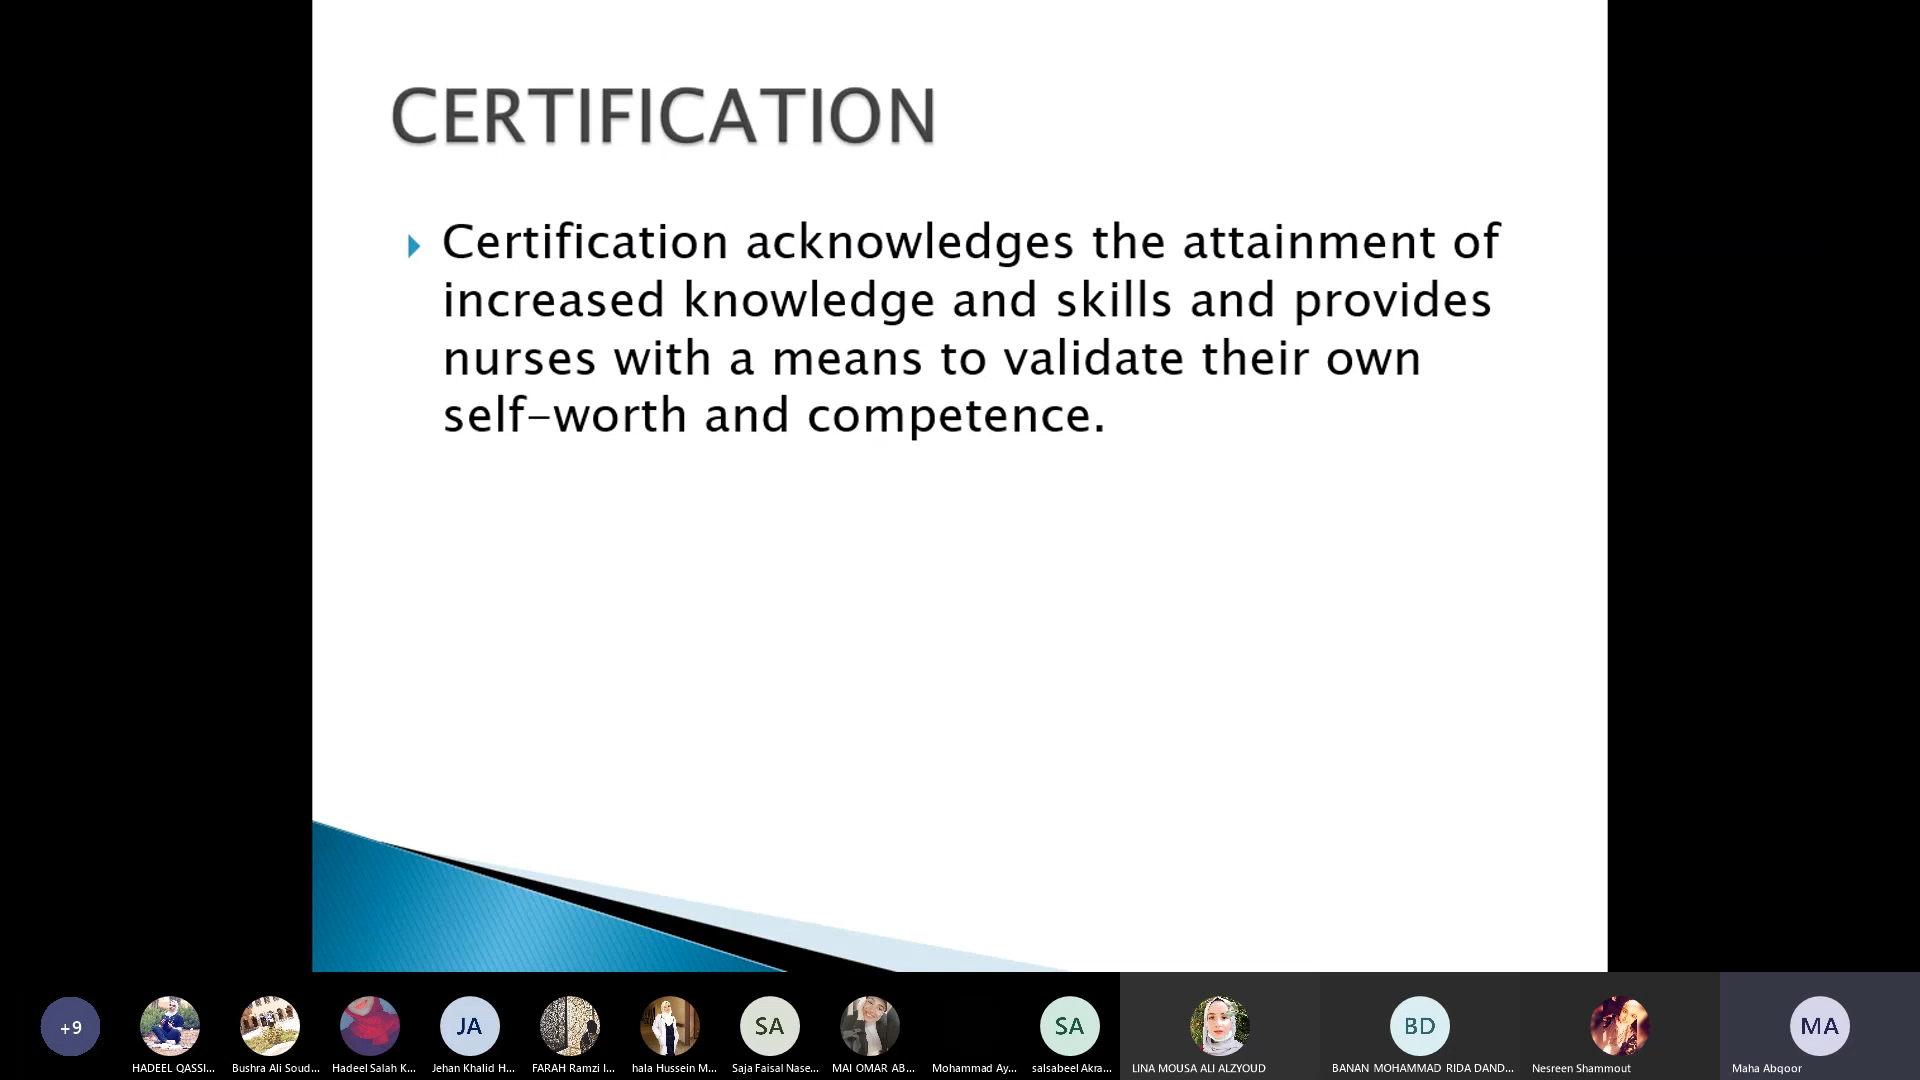 CERTIFICATION
Certification acknowledges the attainment of
increased knowledge and skills and provides
nurses with a means to validate their own
self-worth and competence.
+9
JA
SA
SA
BD
MA
HADEEL QASSI...
Bushra Ali Soud...
Hadeel Salah K...
Jehan Khalid H...
FARAH Ramzi I...
hala Hussein M...
Saja Faisal Nase...
MAI OMAR AB...
Mohammad Ay...
salsabeel Akra...
LINA MOUSA ALI ALZYOUD
BANAN MOHAMMAD RIDA DAND...
Nesreen Shammout
Maha Abqoor